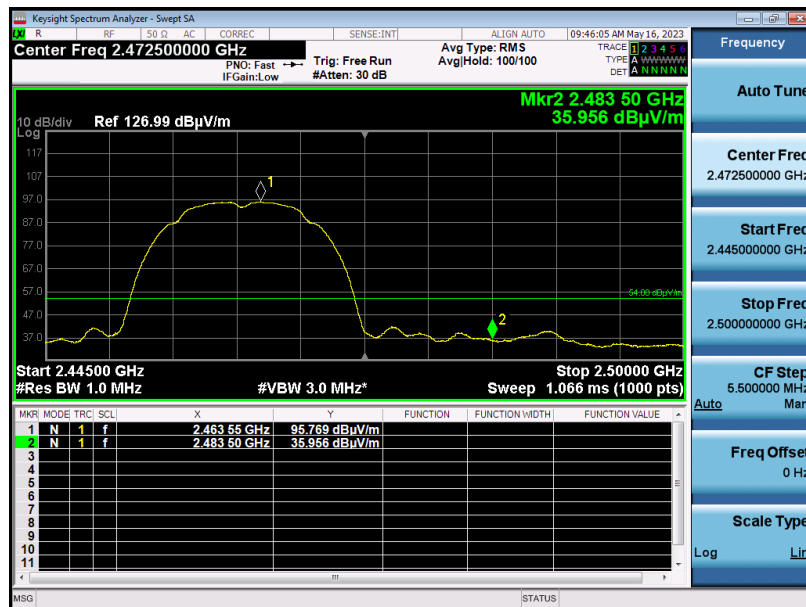 Keysight Spectrum Analyzer - Swept SA
LXI R RF 50 Ω AC CORREC SENSE:INT ALIGN AUTO 09:46:05 AM May 16, 2023
Center Freq 2.472500000 GHz
PNO: Fast
IFGain:Low
Trig: Free Run
#Atten: 30 dB
Avg Type: RMS
Avg|Hold: 100/100
TRACE 1 2 3 4 5 6
TYPE A WWWWW
DET A N N N N N
Mkr2 2.483 50 GHz
35.956 dBµV/m
10 dB/div Ref 126.99 dBµV/m
Log
117
107
97.0
87.0
77.0
67.0
57.0
47.0
37.0
1
54.00 dBµV/m
2
Start 2.44500 GHz Stop 2.50000 GHz
#Res BW 1.0 MHz #VBW 3.0 MHz* Sweep 1.066 ms (1000 pts)
MKR MODE TRC SCL X Y FUNCTION FUNCTION WIDTH FUNCTION VALUE
1 N 1 f 2.463 55 GHz 95.769 dBµV/m
2 N 1 f 2.483 50 GHz 35.956 dBµV/m
3
4
5
6
7
8
9
10
11
MSG STATUS
Frequency
Auto Tune
Center Freq
2.472500000 GHz
Start Freq
2.445000000 GHz
Stop Freq
2.500000000 GHz
CF Step
5.500000 MHz
Auto Man
Freq Offset
0 Hz
Scale Type
Log Lin